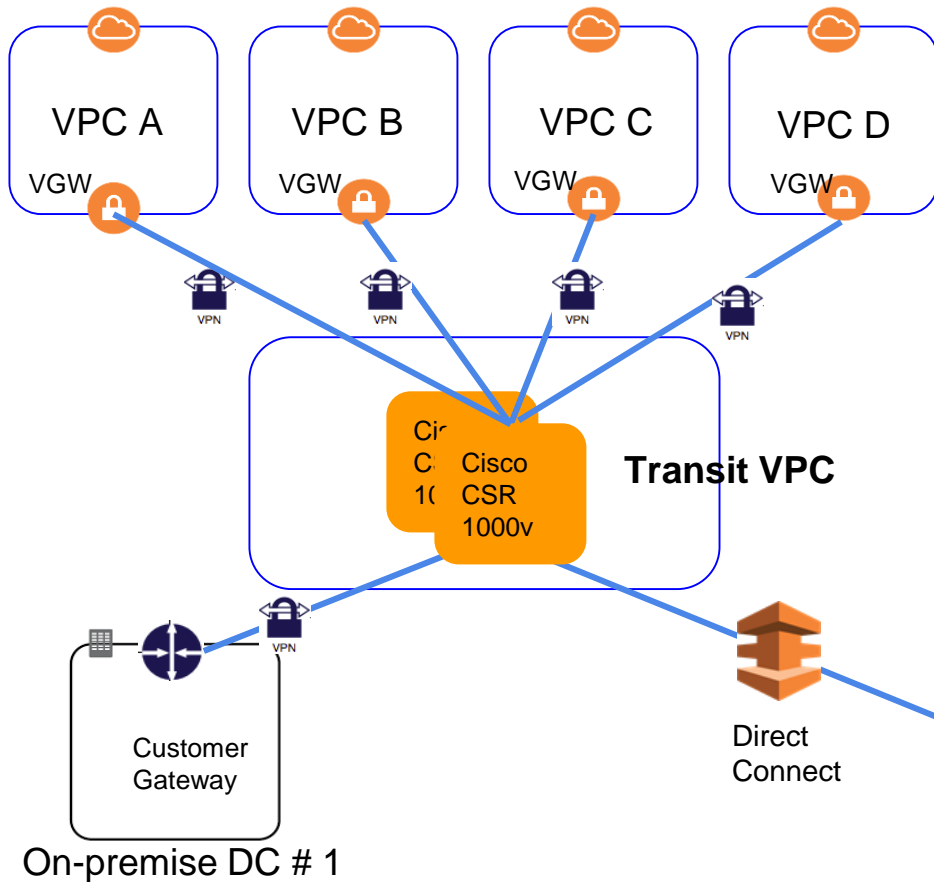 VPC A
VPC B
VPC C
VPC D
VGW
VGW
VGW
VGW
VPN
VPN
VPN
VPN
Cisco
CSR
1000v
Transit VPC
VPN
Customer
Gateway
Direct
Connect
On-premise DC # 1